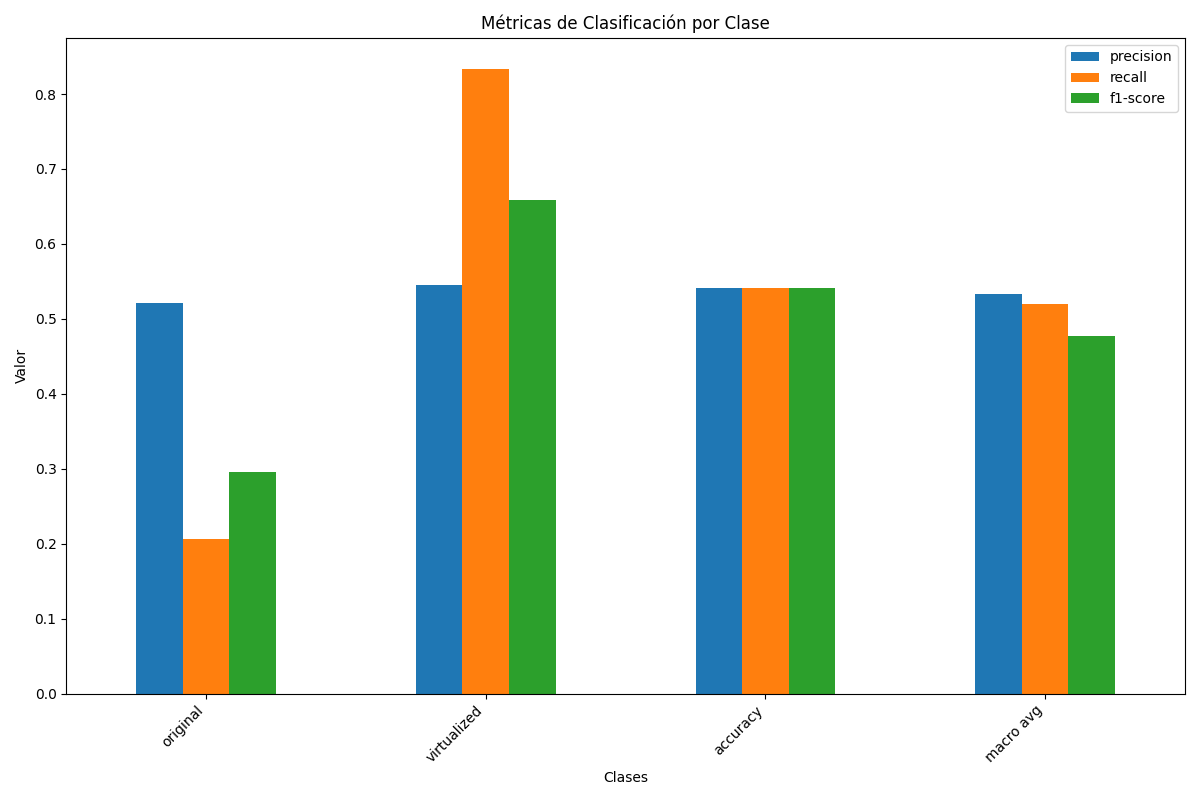 Métricas de Clasificación por Clase
precision
recall
f1-score
Valor
0.8
0.7
0.6
0.5
0.4
0.3
0.2
0.1
0.0
original
virtualized
accuracy
macro avg
Clases